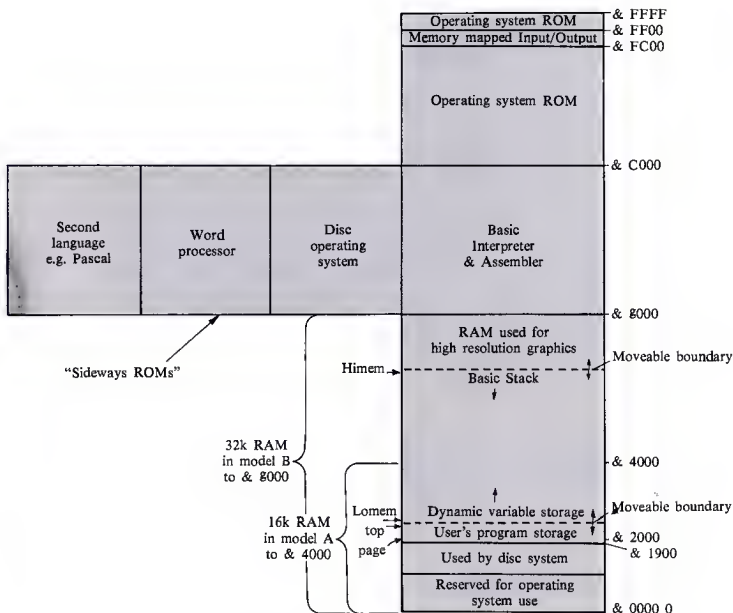 Operating system ROM
& FFFF
& FF00
Memory mapped Input/Output
& FC00
Operating system ROM
& C000
Second
language
e.g. Pascal
Word
processor
Disc
operating
system
Basic
Interpreter
& Assembler
& 8000
"Sideways ROMs"
RAM used for
high resolution graphics
Moveable boundary
Himem
Basic Stack
32k RAM
in model B
to & 8000
& 4000
16k RAM
in model A
to & 4000
Lomem
top
page
Dynamic variable storage
Moveable boundary
User's program storage
& 2000
& 1900
Used by disc system
Reserved for operating
system use
& 0000 0